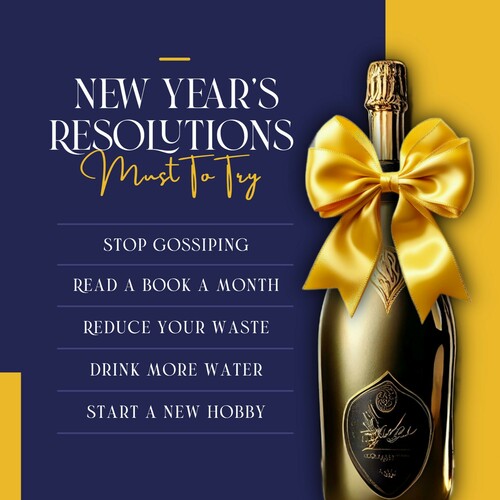 NEW YEAR'S
RESOLUTIONS
Must To Try
STOP GOSSIPING
READ A BOOK A MONTH
REDUCE YOUR WASTE
DRINK MORE WATER
START A NEW HOBBY